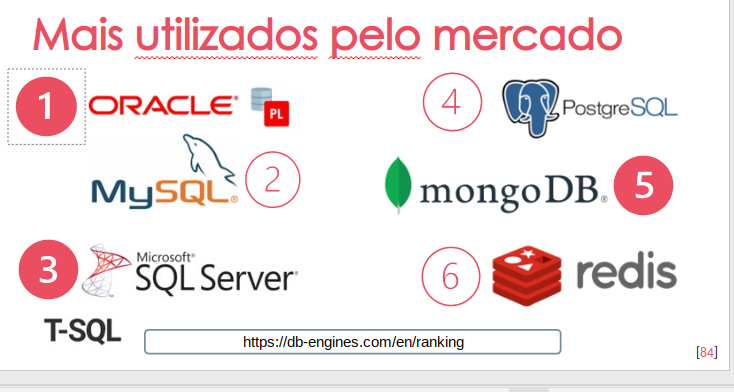 Mais utilizados pelo mercado
1
ORACLE®
PL
4
PostgreSQL
MySQL®
2
mongoDB®
5
3
Microsoft®
SQL Server®
6
redis
T-SQL
https://db-engines.com/en/ranking
[84]